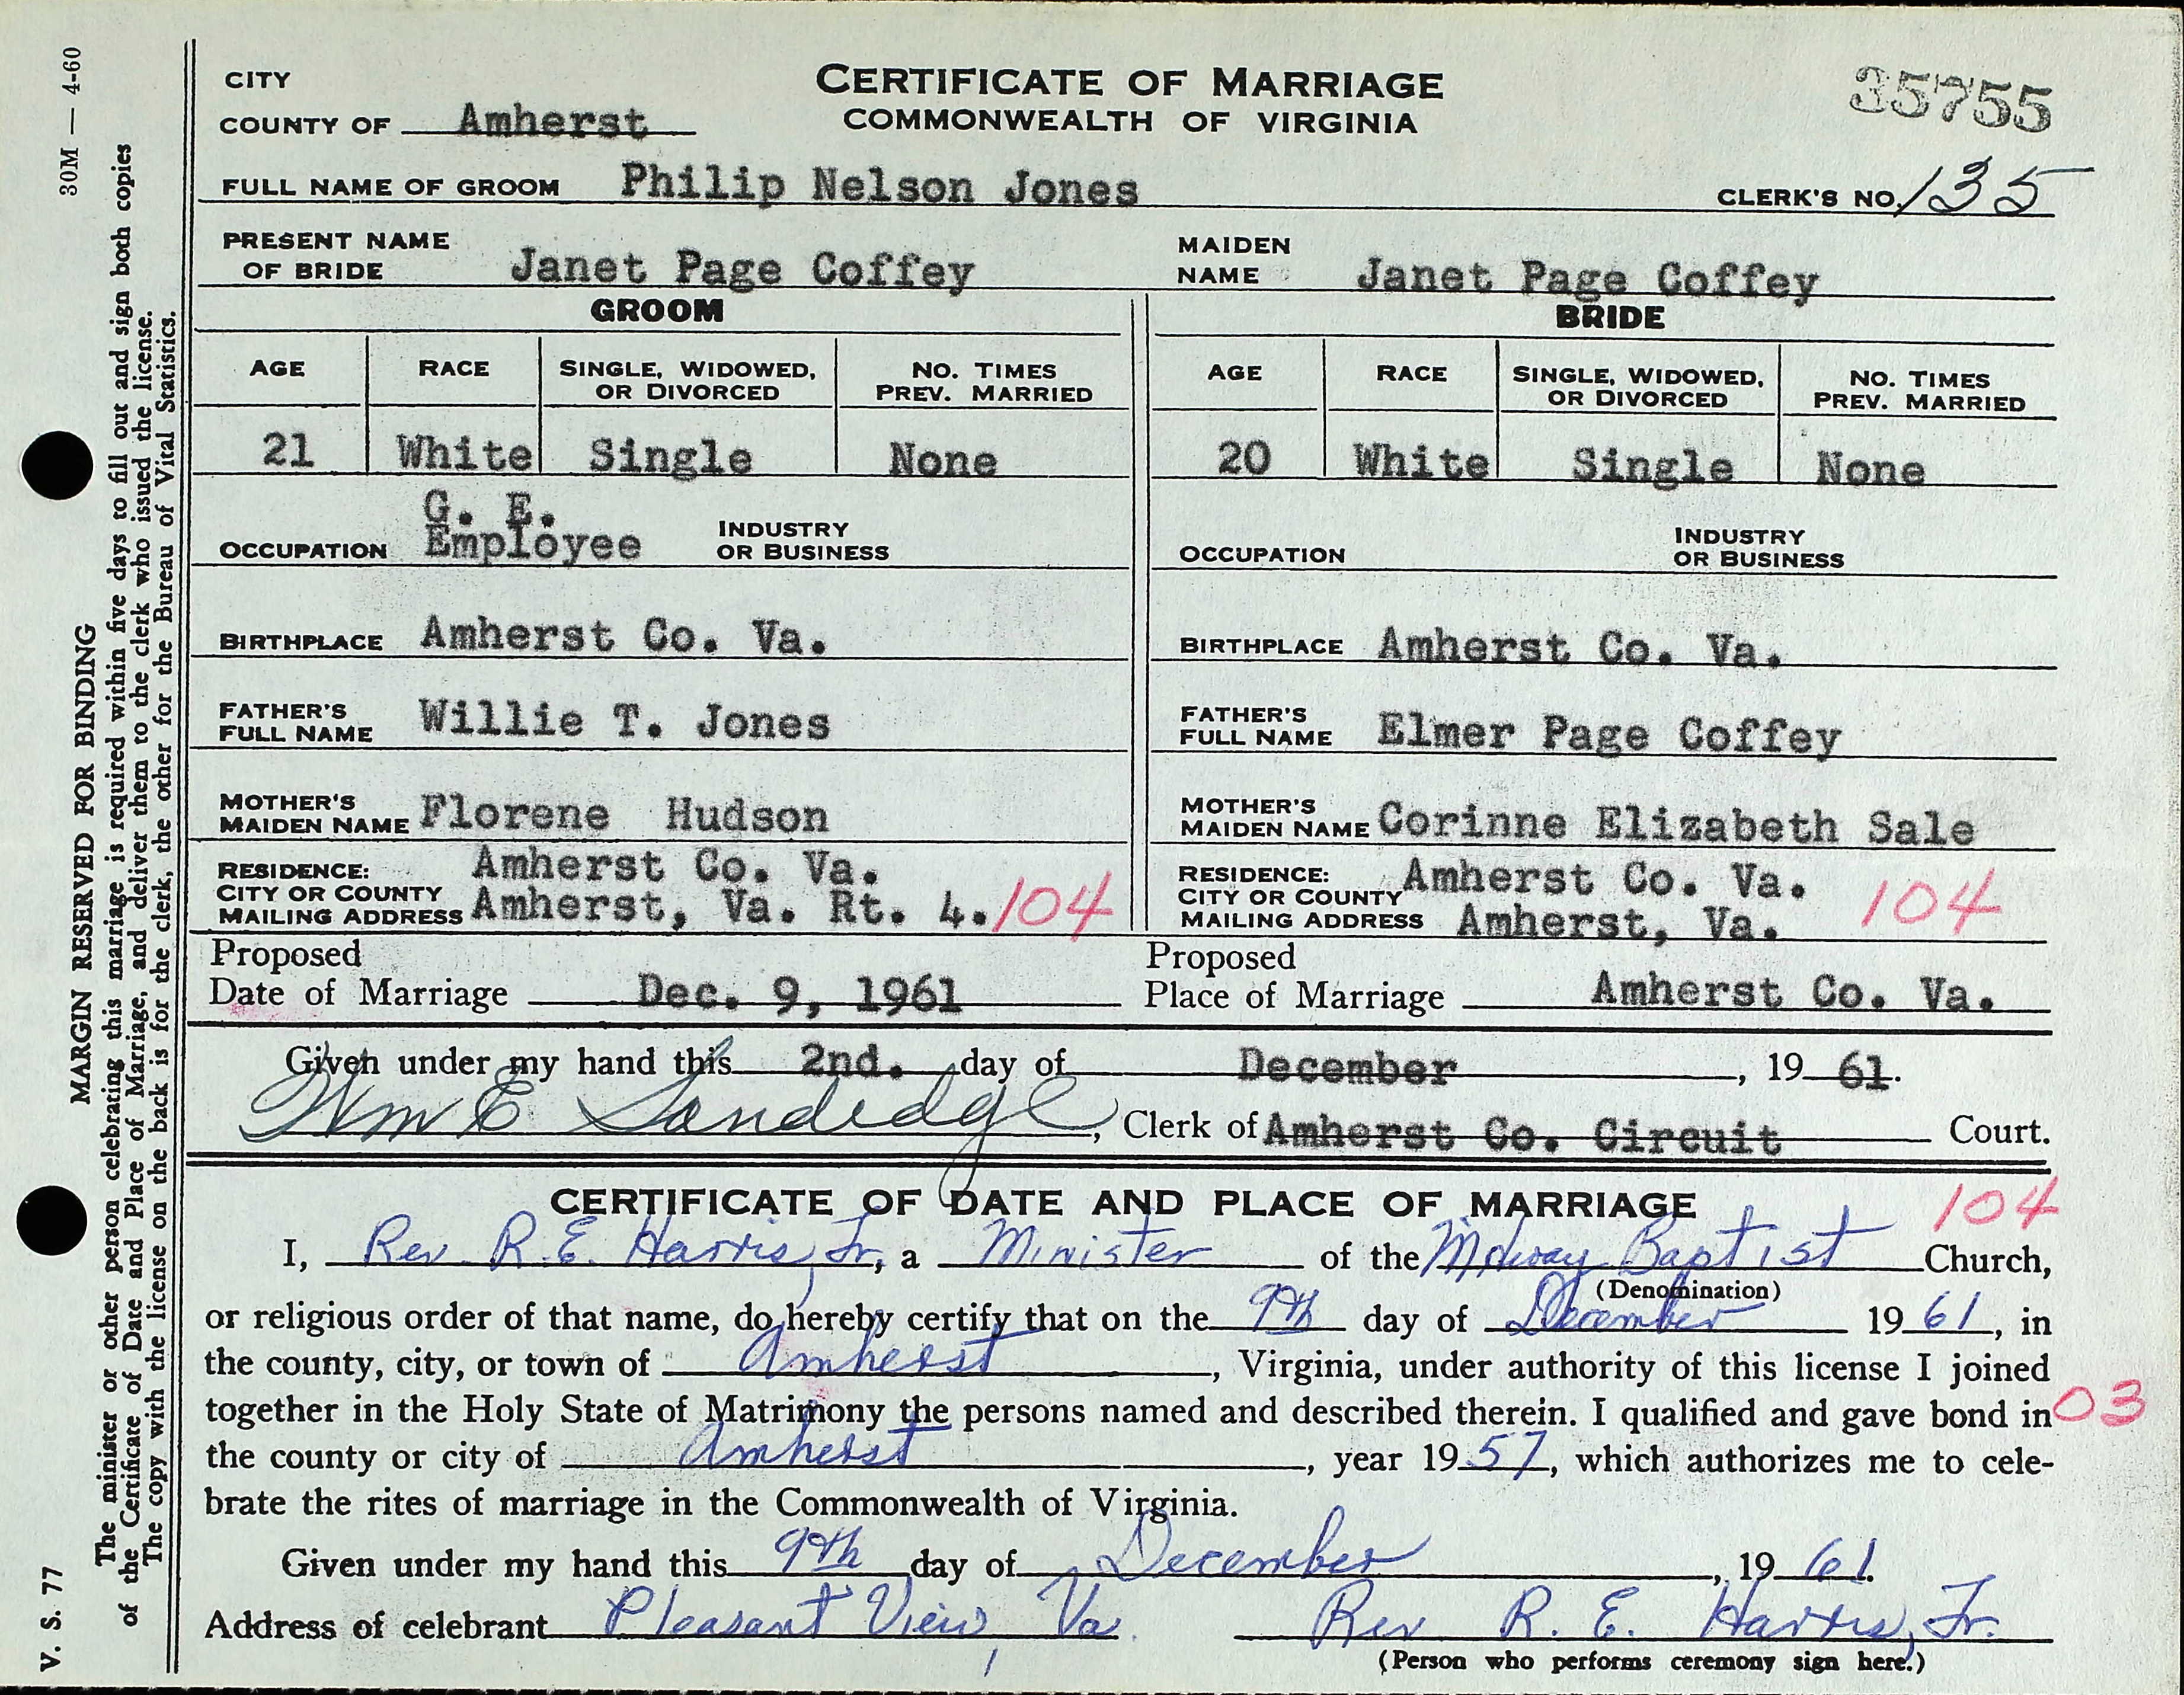 30M — 4-60
MARGIN RESERVED FOR BINDING
The minister or other person celebrating this marriage is required within five days to fill out and sign both copies
of the Certificate of Date and Place of Marriage, and deliver them to the clerk who issued the license.
The copy with the license on the back is for the clerk, the other for the Bureau of Vital Statistics.
V. S. 77
CITY
COUNTY OF Amherst
CERTIFICATE OF MARRIAGE
COMMONWEALTH OF VIRGINIA
35755
FULL NAME OF GROOM Philip Nelson Jones CLERK'S NO. 135
PRESENT NAME
OF BRIDE Janet Page Coffey
MAIDEN
NAME Janet Page Coffey
GROOM
AGE RACE SINGLE, WIDOWED, OR DIVORCED NO. TIMES PREV. MARRIED
21 White Single None
OCCUPATION G. E. Employee INDUSTRY OR BUSINESS
BIRTHPLACE Amherst Co. Va.
FATHER'S
FULL NAME Willie T. Jones
MOTHER'S
MAIDEN NAME Florene Hudson
RESIDENCE:
CITY OR COUNTY Amherst Co. Va.
MAILING ADDRESS Amherst, Va. Rt. 4. 104
BRIDE
AGE RACE SINGLE, WIDOWED, OR DIVORCED NO. TIMES PREV. MARRIED
20 White Single None
OCCUPATION INDUSTRY OR BUSINESS
BIRTHPLACE Amherst Co. Va.
FATHER'S
FULL NAME Elmer Page Coffey
MOTHER'S
MAIDEN NAME Corinne Elizabeth Sale
RESIDENCE:
CITY OR COUNTY Amherst Co. Va.
MAILING ADDRESS Amherst, Va. 104
Proposed
Date of Marriage Dec. 9, 1961
Proposed
Place of Marriage Amherst Co. Va.
Given under my hand this 2nd. day of December, 19 61.
Wm E Sandidge, Clerk of Amherst Co. Circuit Court.
CERTIFICATE OF DATE AND PLACE OF MARRIAGE 104
I, Rev. R. E. Harris, Jr., a Minister of the Midway Baptist Church,
(Denomination)
or religious order of that name, do hereby certify that on the 9th day of December 19 61, in
the county, city, or town of Amherst, Virginia, under authority of this license I joined
together in the Holy State of Matrimony the persons named and described therein. I qualified and gave bond in 03
the county or city of Amherst, year 19 57, which authorizes me to cele-
brate the rites of marriage in the Commonwealth of Virginia.
Given under my hand this 9th day of December, 19 61.
Address of celebrant Pleasant View, Va. Rev R. E. Harris, Jr.
(Person who performs ceremony sign here.)